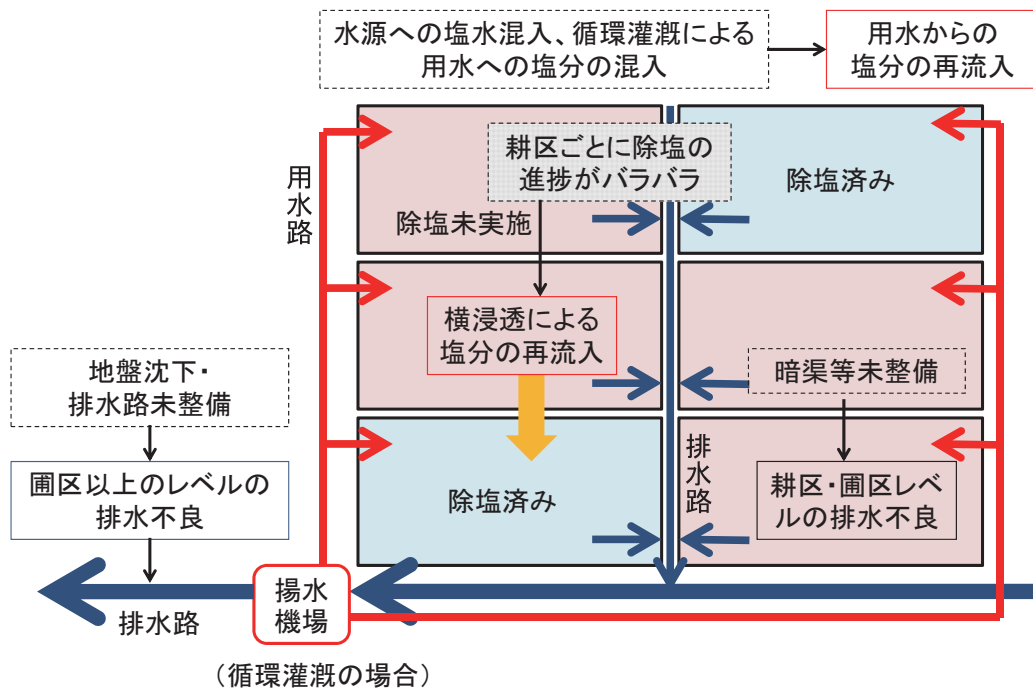 水源への塩水混入、循環灌漑による
用水への塩分の混入
用水からの
塩分の再流入
用水路
耕区ごとに除塩の
進捗がバラバラ
除塩済み
除塩未実施
横浸透による
塩分の再流入
地盤沈下・
排水路未整備
暗渠等未整備
圃区以上のレベルの
排水不良
除塩済み
排水路
耕区・圃区レベ
ルの排水不良
揚水
機場
排水路
（循環灌漑の場合）